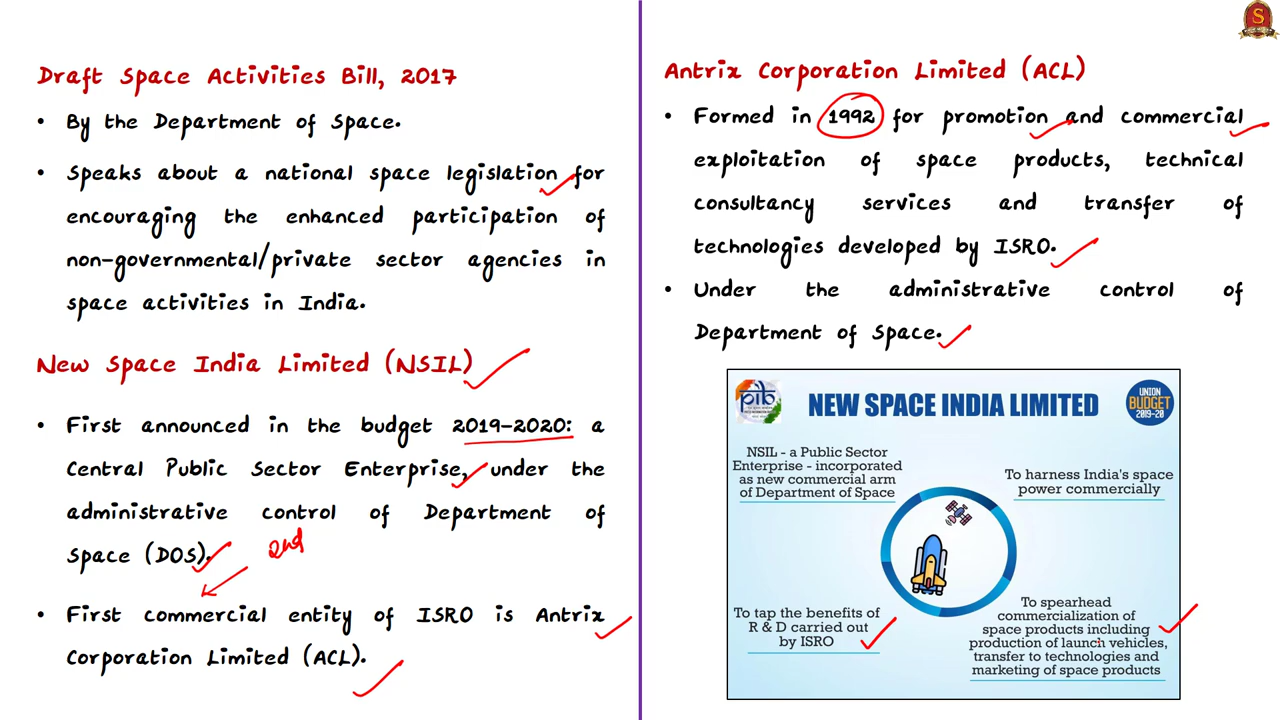 Draft Space Activities Bill, 2017
• By the Department of Space.
• Speaks about a national space legislation for
encouraging the enhanced participation of
non-governmental/private sector agencies in
space activities in India.
New Space India Limited (NSIL)
• First announced in the budget 2019-2020: a
Central Public Sector Enterprise, under the
administrative control of Department of
Space (DOS).
2nd
• First commercial entity of ISRO is Antrix
Corporation Limited (ACL).
Antrix Corporation Limited (ACL)
• Formed in 1992 for promotion and commercial
exploitation of space products, technical
consultancy services and transfer of
technologies developed by ISRO.
• Under the administrative control of
Department of Space.
pib
NEW SPACE INDIA LIMITED
UNION
BUDGET
2019-20
NSIL - a Public Sector
Enterprise - incorporated
as new commercial arm
of Department of Space
To harness India's space
power commercially
To tap the benefits of
R & D carried out
by ISRO
To spearhead
commercialization of
space products including
production of launch vehicles,
transfer to technologies and
marketing of space products
S